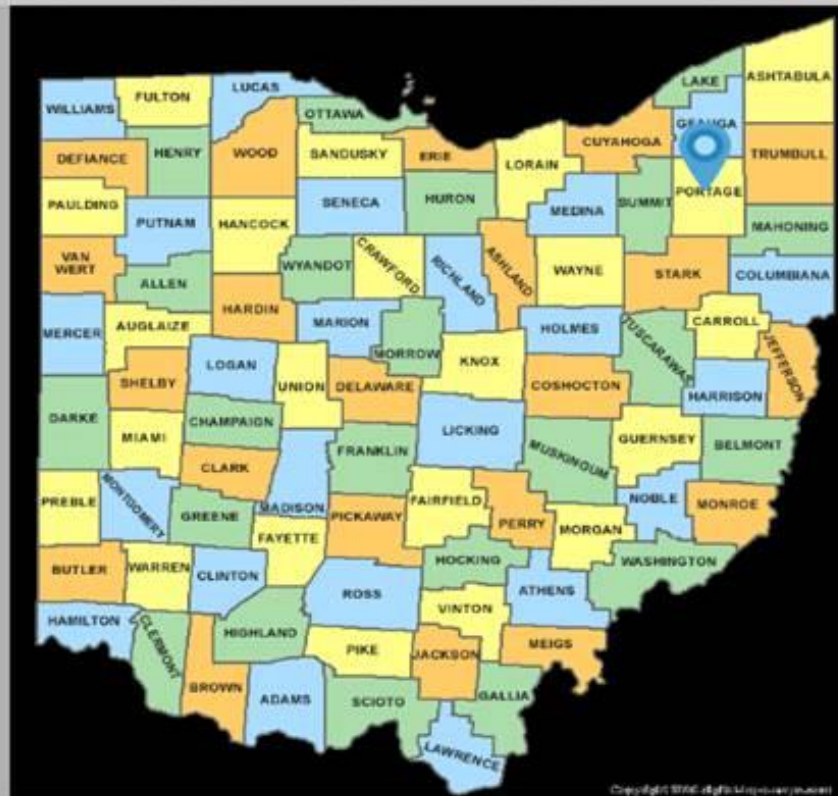 LAKE
ASHTABULA
LUCAS
FULTON
WILLIAMS
OTTAWA
GEAUGA
CUYAHOGA
DEFIANCE
HENRY
WOOD
SANDUSKY
ERIE
LORAIN
TRUMBULL
PAULDING
PUTNAM
HANCOCK
SENECA
HURON
MEDINA
SUMMIT
PORTAGE
MAHONING
VAN
WERT
ALLEN
WYANDOT
CRAWFORD
RICHLAND
ASHLAND
WAYNE
STARK
COLUMBIANA
MERCER
AUGLAIZE
HARDIN
MARION
MORROW
KNOX
HOLMES
TUSCARAWAS
CARROLL
JEFFERSON
SHELBY
LOGAN
UNION
DELAWARE
COSHOCTON
HARRISON
DARKE
MIAMI
CHAMPAIGN
FRANKLIN
LICKING
MUSKINGUM
GUERNSEY
BELMONT
CLARK
PREBLE
MONTGOMERY
GREENE
MADISON
PICKAWAY
FAIRFIELD
PERRY
MORGAN
NOBLE
MONROE
FAYETTE
BUTLER
WARREN
CLINTON
ROSS
HOCKING
ATHENS
WASHINGTON
HAMILTON
CLERMONT
HIGHLAND
VINTON
PIKE
JACKSON
MEIGS
BROWN
ADAMS
SCIOTO
GALLIA
LAWRENCE
Copyright